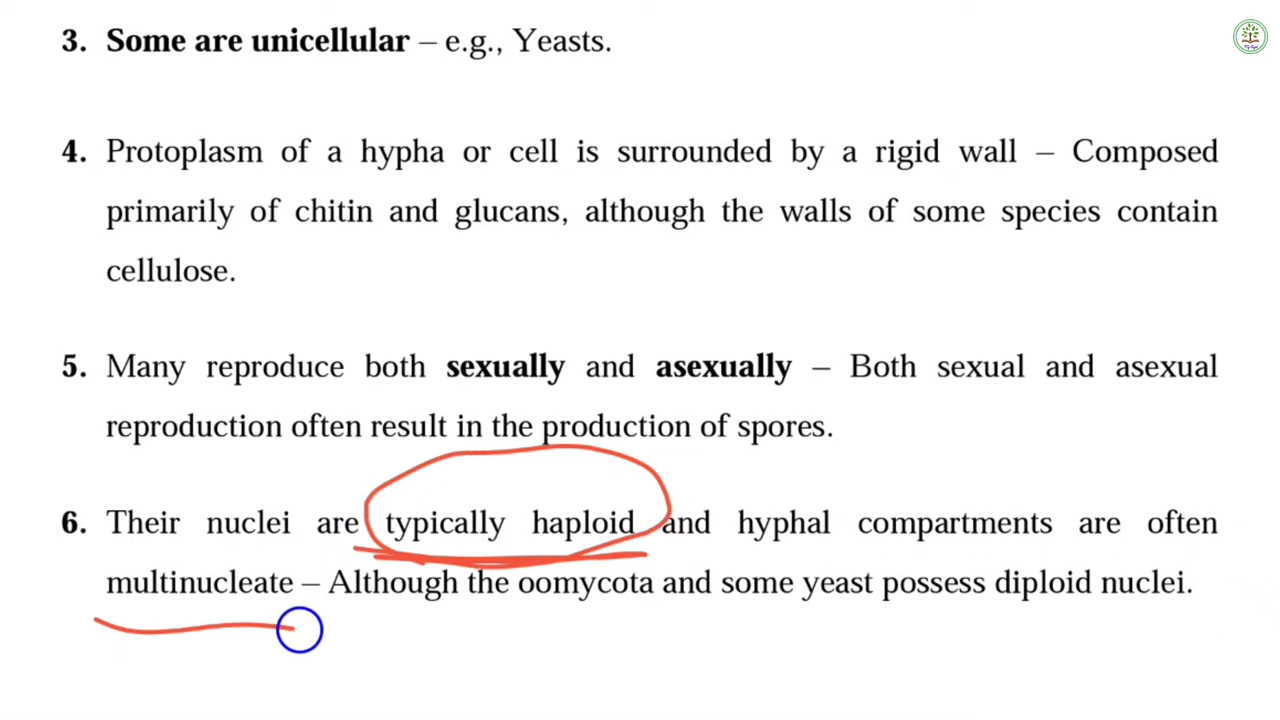 3. Some are unicellular – e.g., Yeasts.
4. Protoplasm of a hypha or cell is surrounded by a rigid wall – Composed
primarily of chitin and glucans, although the walls of some species contain
cellulose.
5. Many reproduce both sexually and asexually – Both sexual and asexual
reproduction often result in the production of spores.
6. Their nuclei are typically haploid and hyphal compartments are often
multinucleate – Although the oomycota and some yeast possess diploid nuclei.